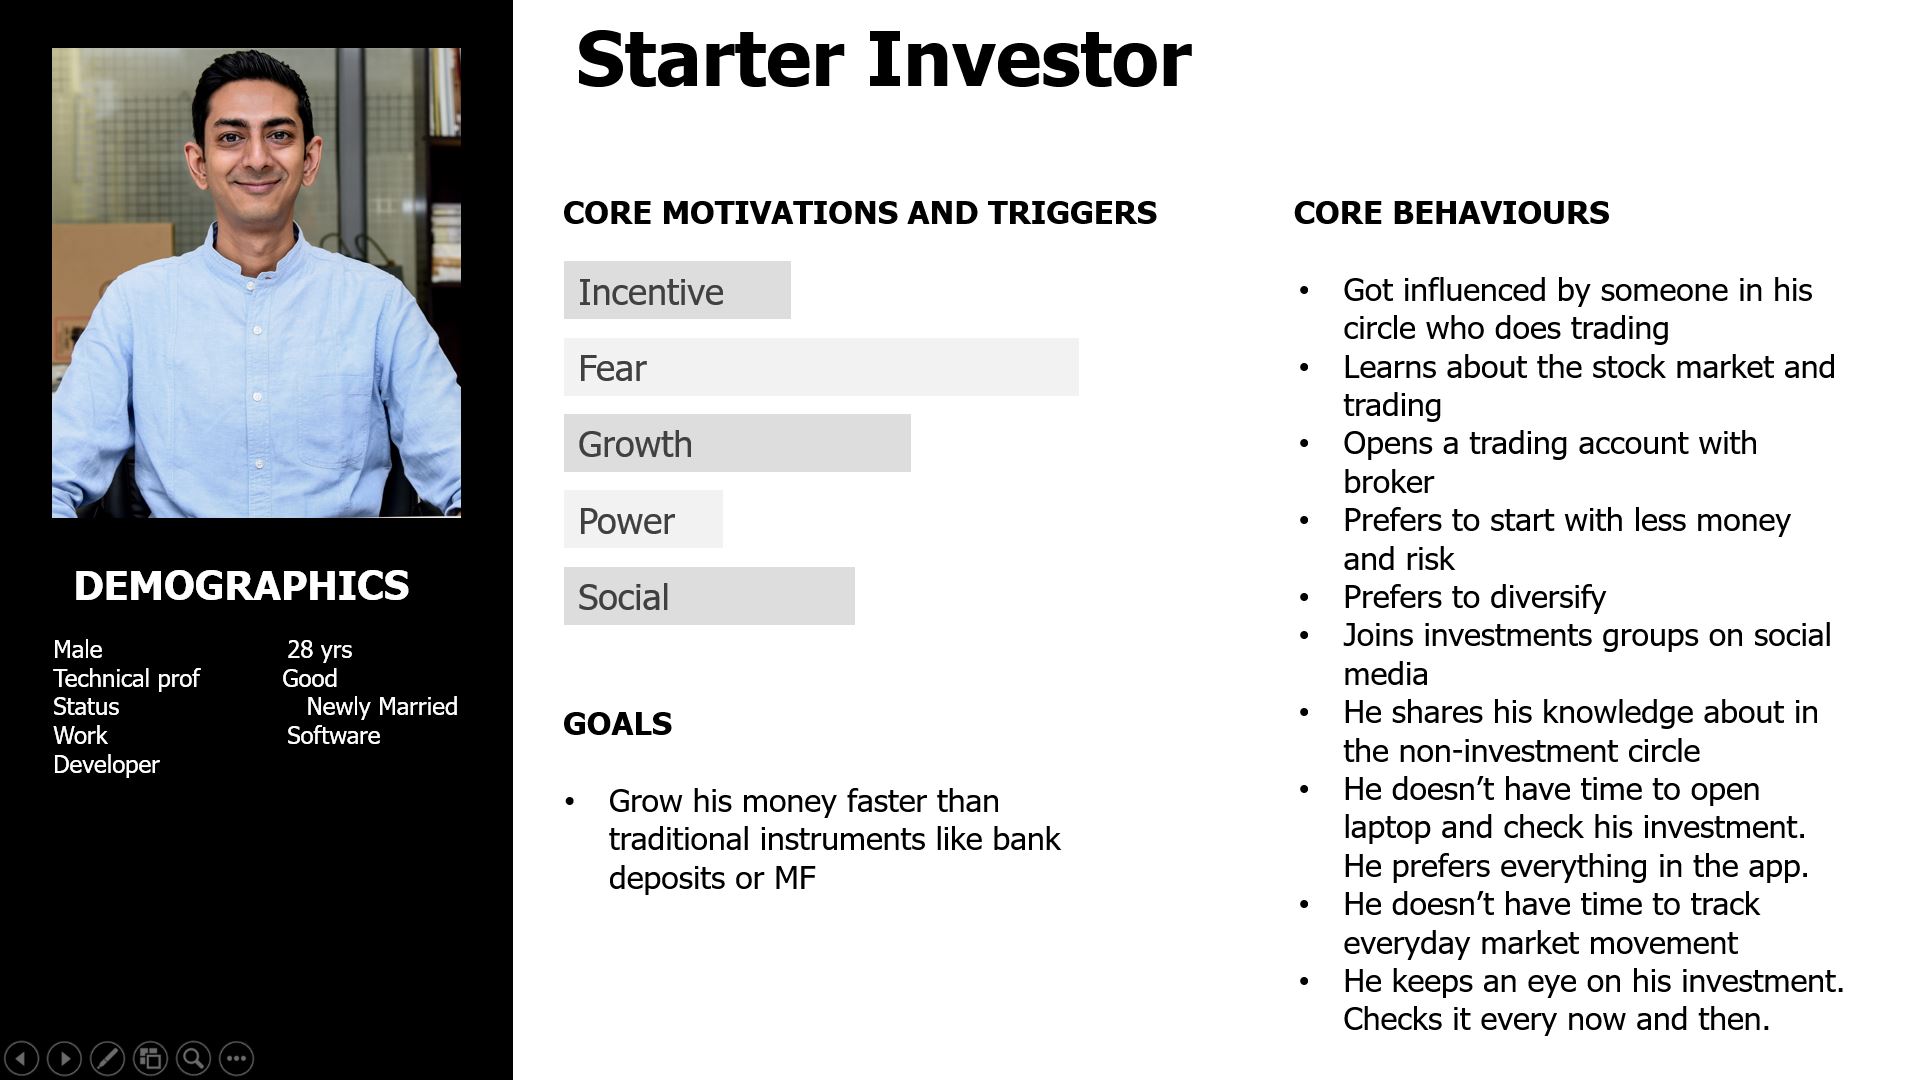 Starter Investor
DEMOGRAPHICS
Male 28 yrs
Technical prof Good
Status Newly Married
Work Software
Developer
CORE MOTIVATIONS AND TRIGGERS
Incentive
Fear
Growth
Power
Social
GOALS
• Grow his money faster than
traditional instruments like bank
deposits or MF
CORE BEHAVIOURS
• Got influenced by someone in his
circle who does trading
• Learns about the stock market and
trading
• Opens a trading account with
broker
• Prefers to start with less money
and risk
• Prefers to diversify
• Joins investments groups on social
media
• He shares his knowledge about in
the non-investment circle
• He doesn’t have time to open
laptop and check his investment.
He prefers everything in the app.
• He doesn’t have time to track
everyday market movement
• He keeps an eye on his investment.
Checks it every now and then.